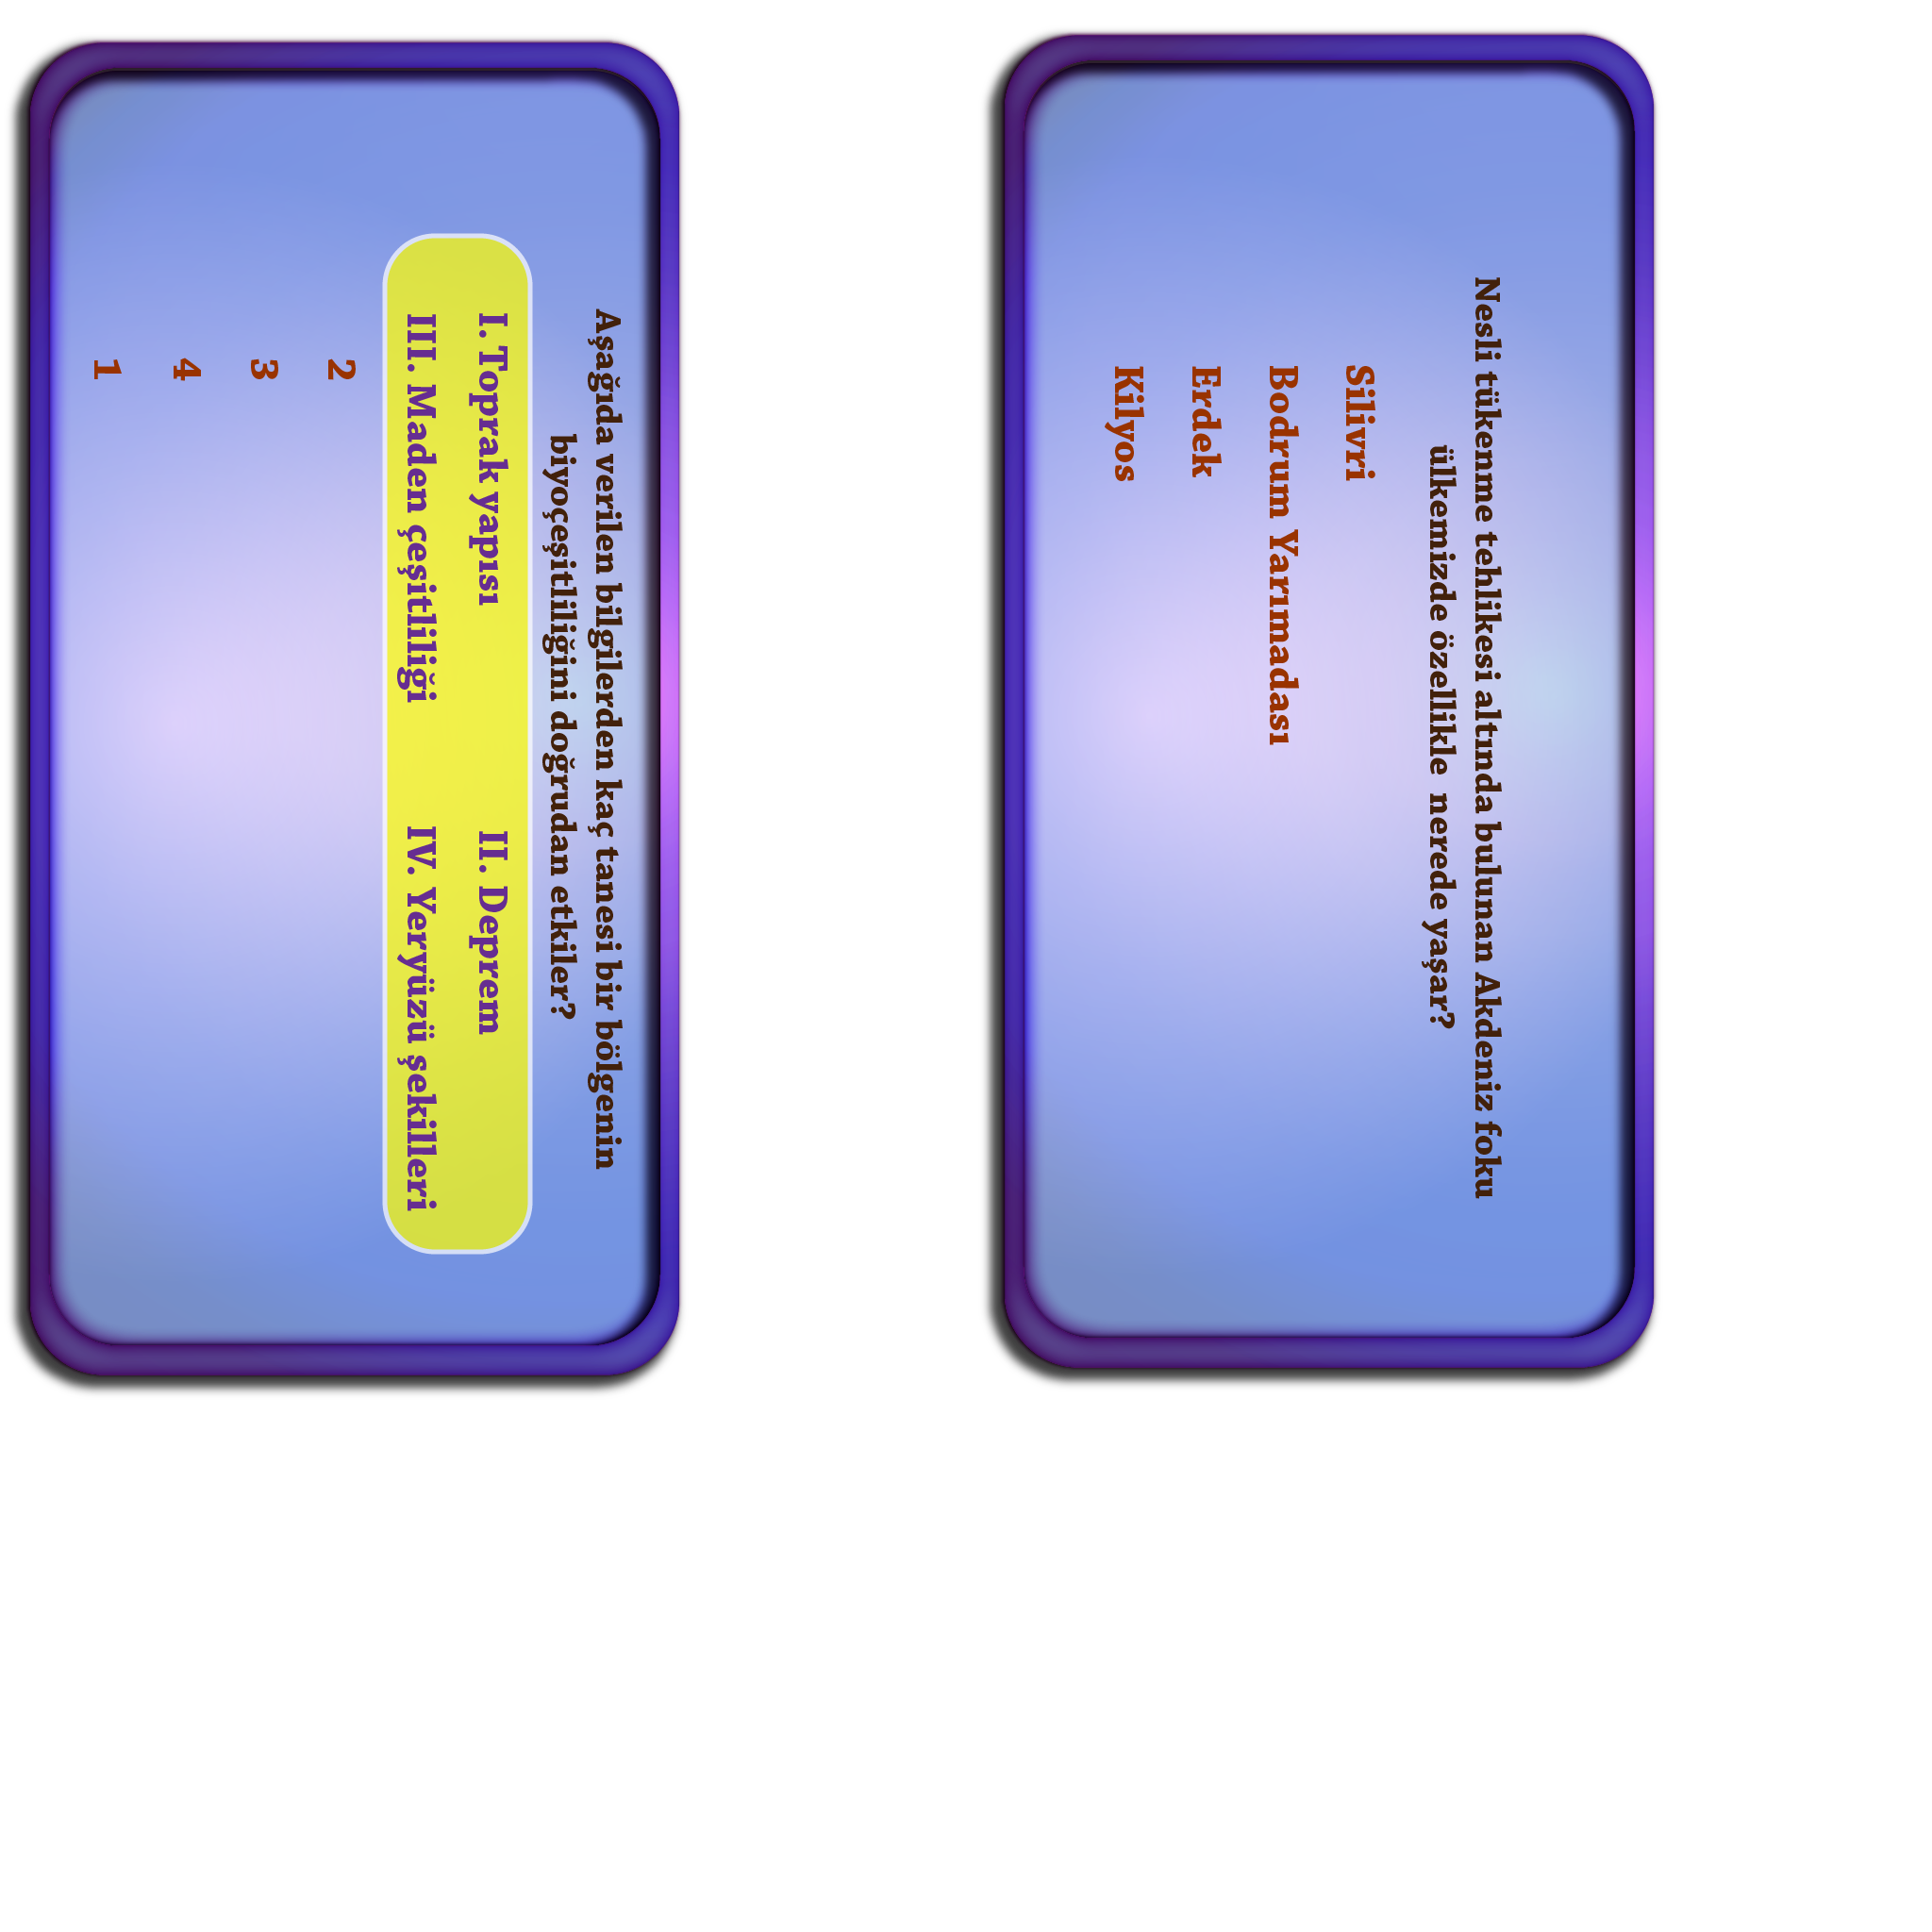 Nesli tükenme tehlikesi altında bulunan Akdeniz foku
ülkemizde özellikle nerede yaşar?
Silivri
Bodrum Yarımadası
Erdek
Kilyos
Aşağıda verilen bilgilerden kaç tanesi bir bölgenin
biyoçeşitliliğini doğrudan etkiler?
I. Toprak yapısı II. Deprem
III. Maden çeşitliliği IV. Yeryüzü şekilleri
2
3
4
1